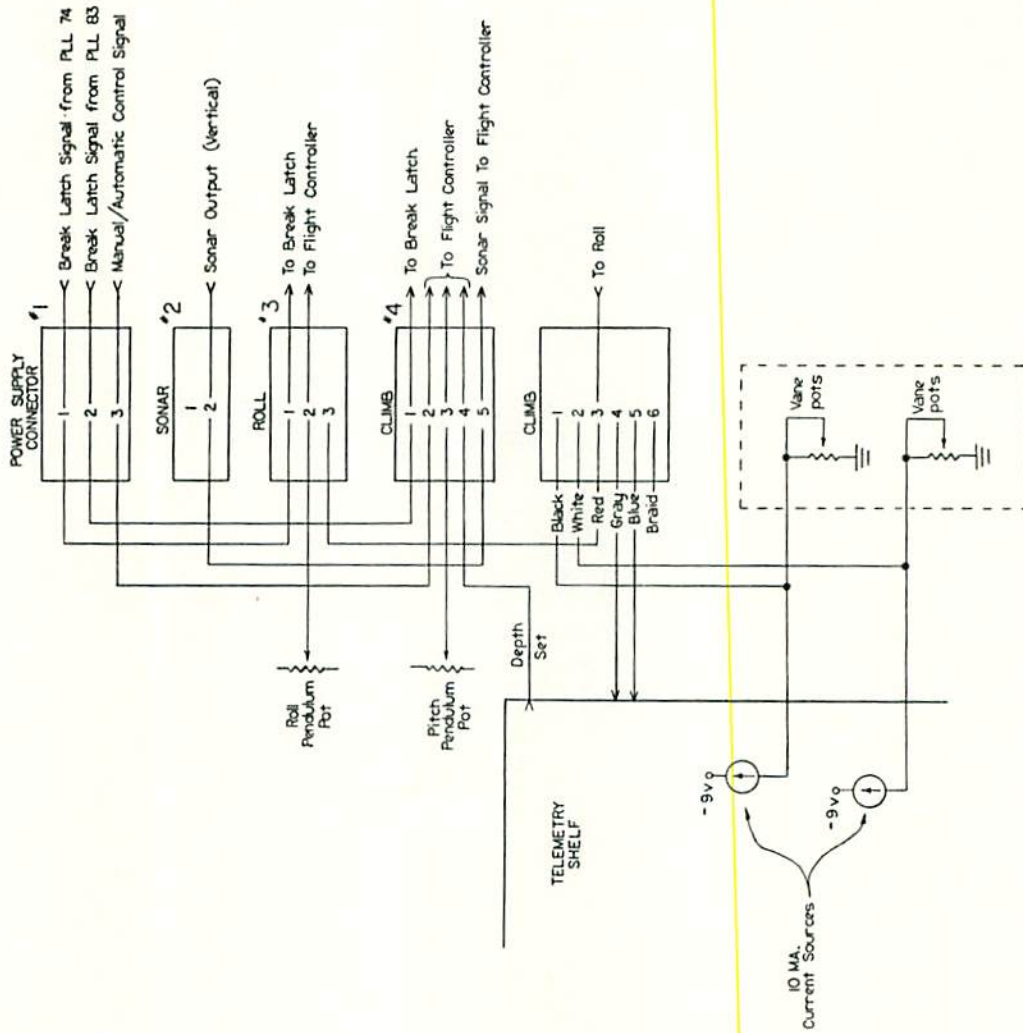 POWER SUPPLY
CONNECTOR
#1
1
2
3
Break Latch Signal from PLL 74
Break Latch Signal from PLL 83
Manual/Automatic Control Signal
SONAR
#2
1
2
Sonar Output (Vertical)
ROLL
#3
1
2
3
To Break Latch
To Flight Controller
CLIMB
#4
1
2
3
4
5
To Break Latch
To Flight Controller
Sonar Signal To Flight Controller
CLIMB
1
2
3
4
5
6
To Roll
Black
White
Red
Gray
Blue
Braid
Roll
Pendulum
Pot
Pitch
Pendulum
Pot
Depth
Set
TELEMETRY
SHELF
Vane
pots
Vane
pots
-9v
-9v
10 MA.
Current Sources